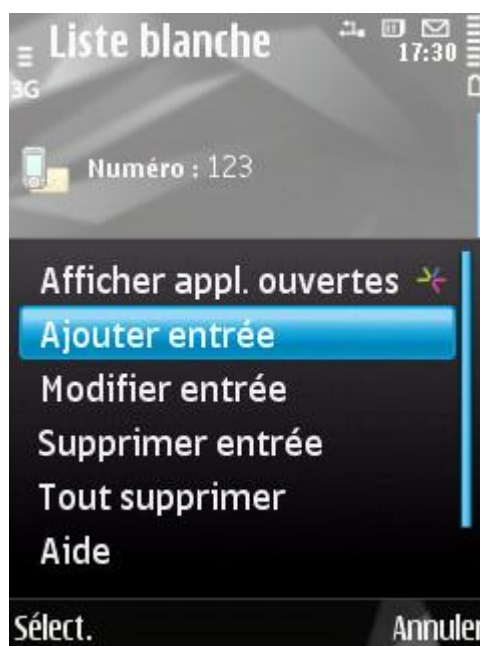 Liste blanche
17:30
3G
Numéro : 123
Afficher appl. ouvertes
Ajouter entrée
Modifier entrée
Supprimer entrée
Tout supprimer
Aide
Sélect. Annuler